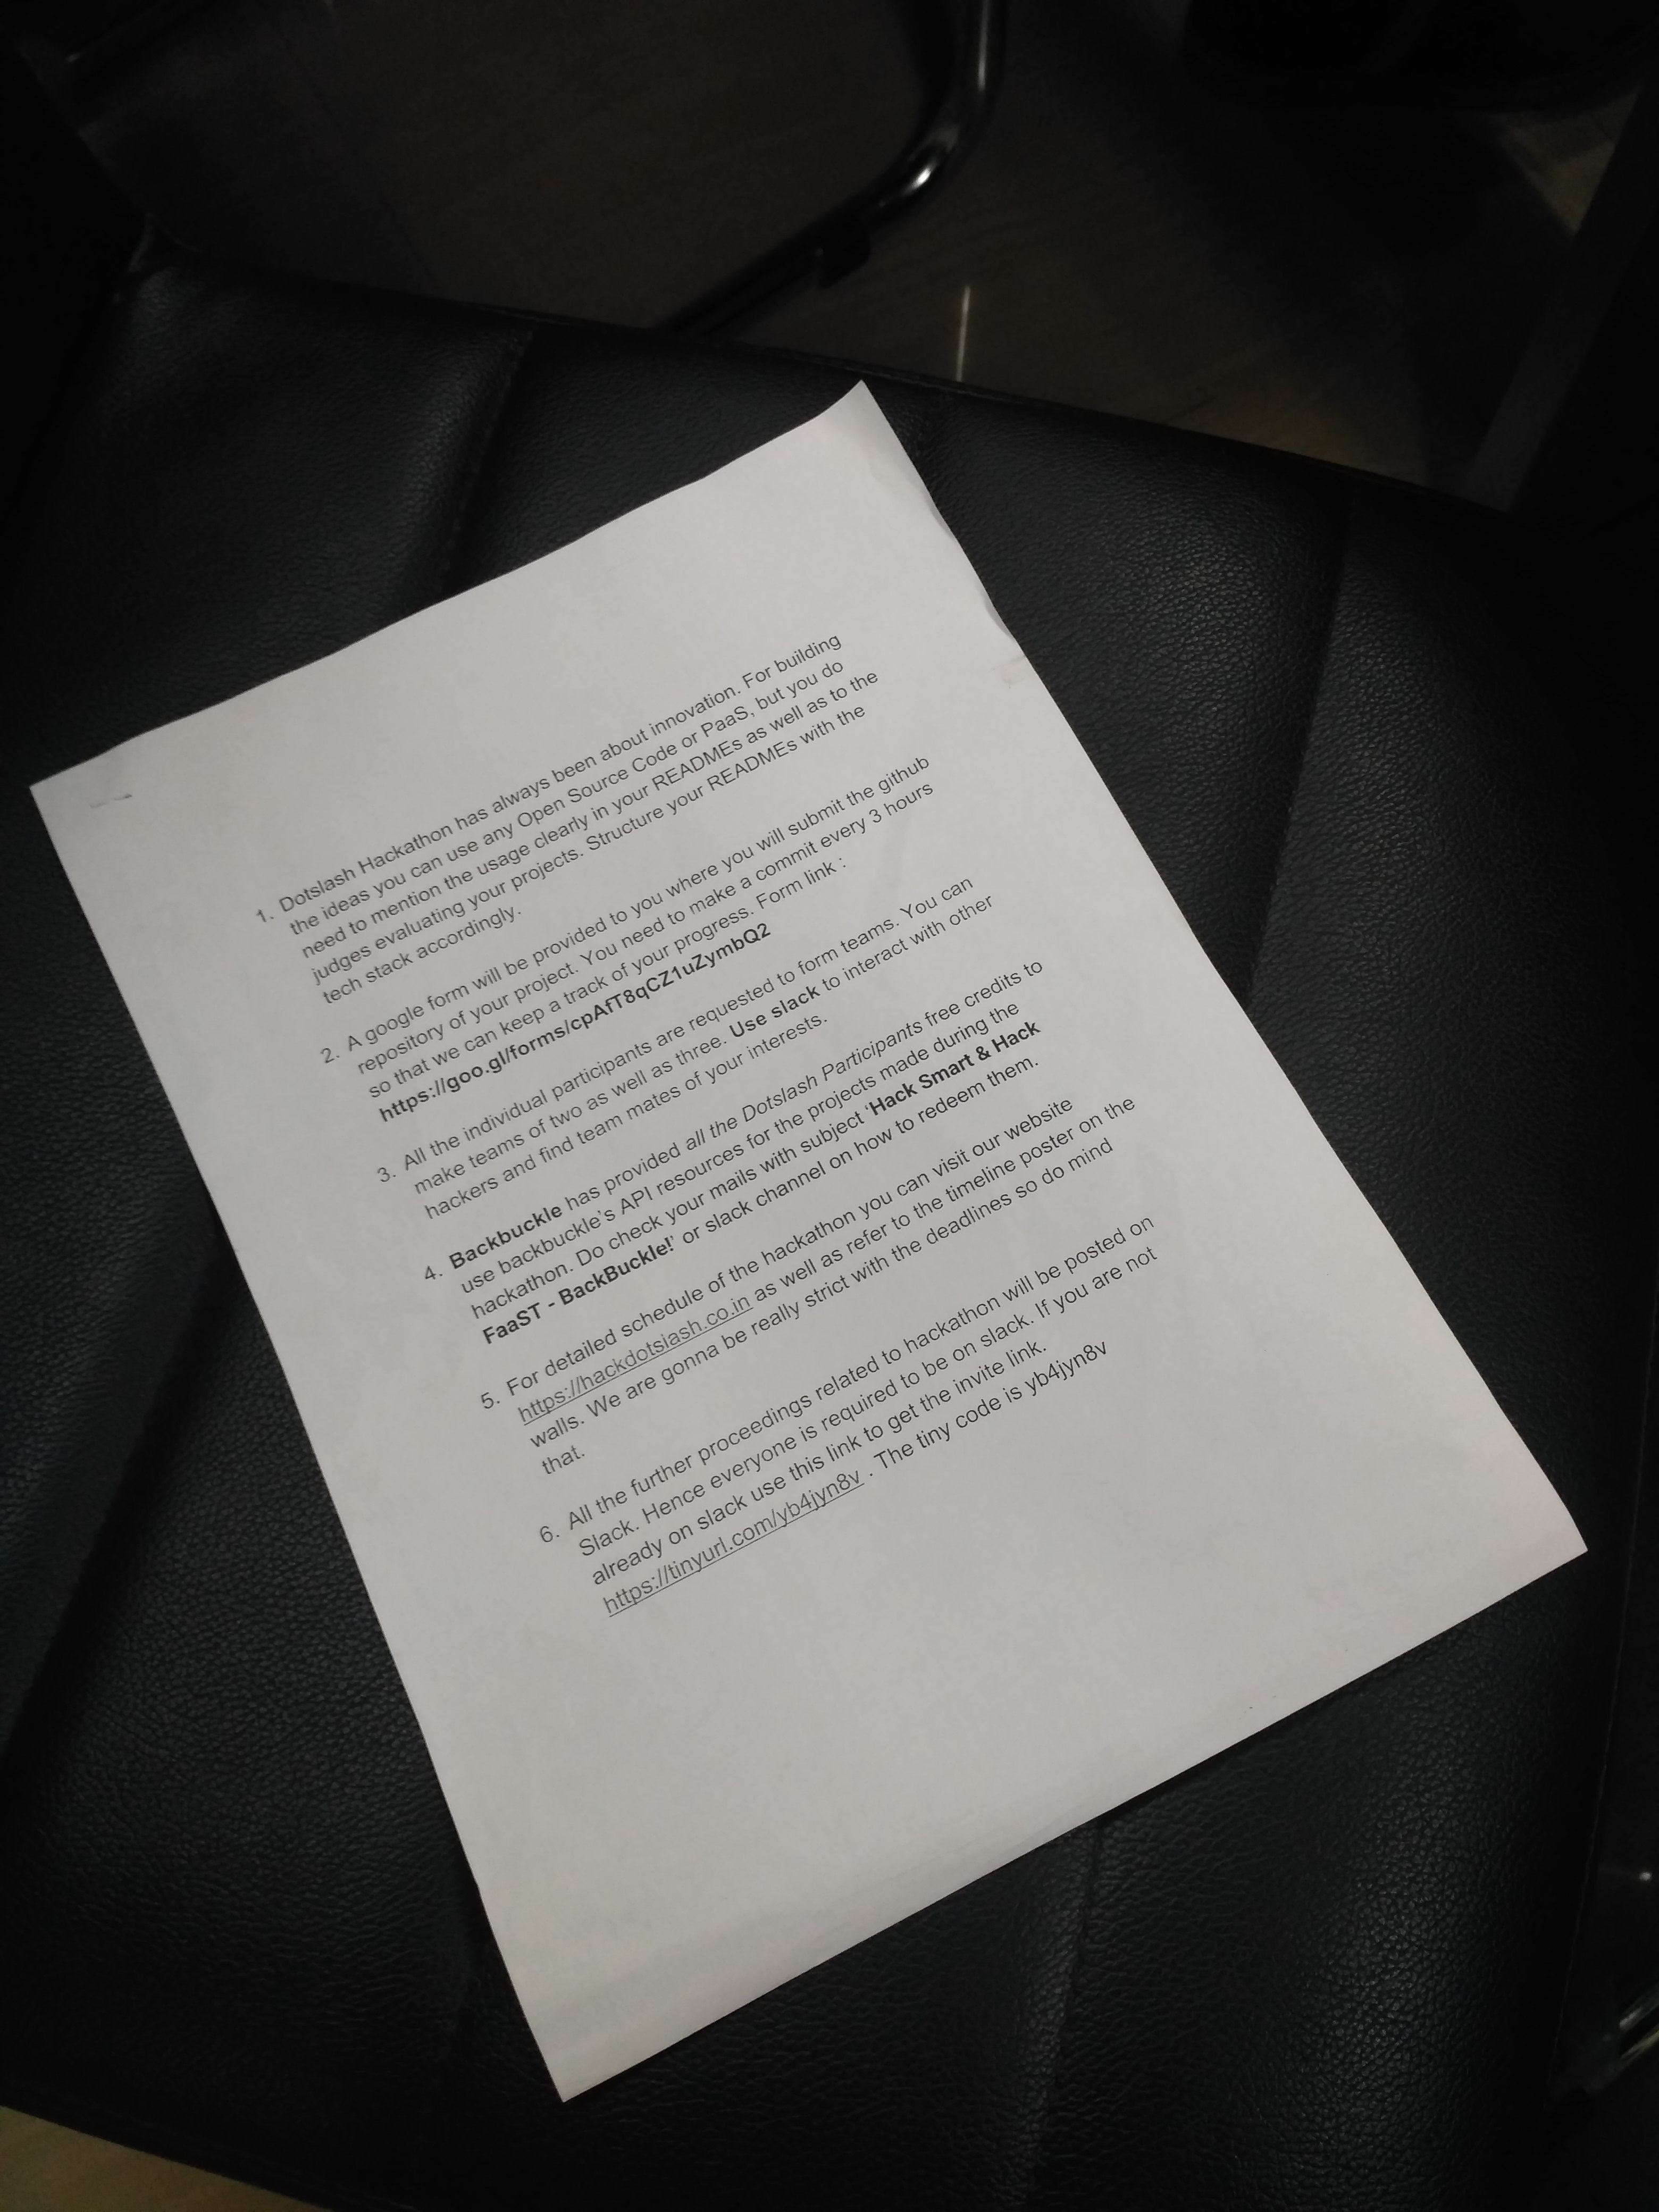 1. Dotslash Hackathon has always been about innovation. For building
the ideas you can use any Open Source Code or PaaS, but you do
need to mention the usage clearly in your READMEs as well as to the
judges evaluating your projects. Structure your READMEs with the
tech stack accordingly.
2. A google form will be provided to you where you will submit the github
repository of your project. You need to make a commit every 3 hours
so that we can keep a track of your progress. Form link :
https://goo.gl/forms/cpAfT8qCZ1uZymbQ2
3. All the individual participants are requested to form teams. You can
make teams of two as well as three. Use slack to interact with other
hackers and find team mates of your interests.
4. Backbuckle has provided all the Dotslash Participants free credits to
use backbuckle's API resources for the projects made during the
hackathon. Do check your mails with subject 'Hack Smart & Hack
FaaST - BackBuckle!' or slack channel on how to redeem them.
5. For detailed schedule of the hackathon you can visit our website
https://hackdotslash.co.in as well as refer to the timeline poster on the
walls. We are gonna be really strict with the deadlines so do mind
that.
6. All the further proceedings related to hackathon will be posted on
Slack. Hence everyone is required to be on slack. If you are not
already on slack use this link to get the invite link.
https://tinyurl.com/yb4jyn8v . The tiny code is yb4jyn8v